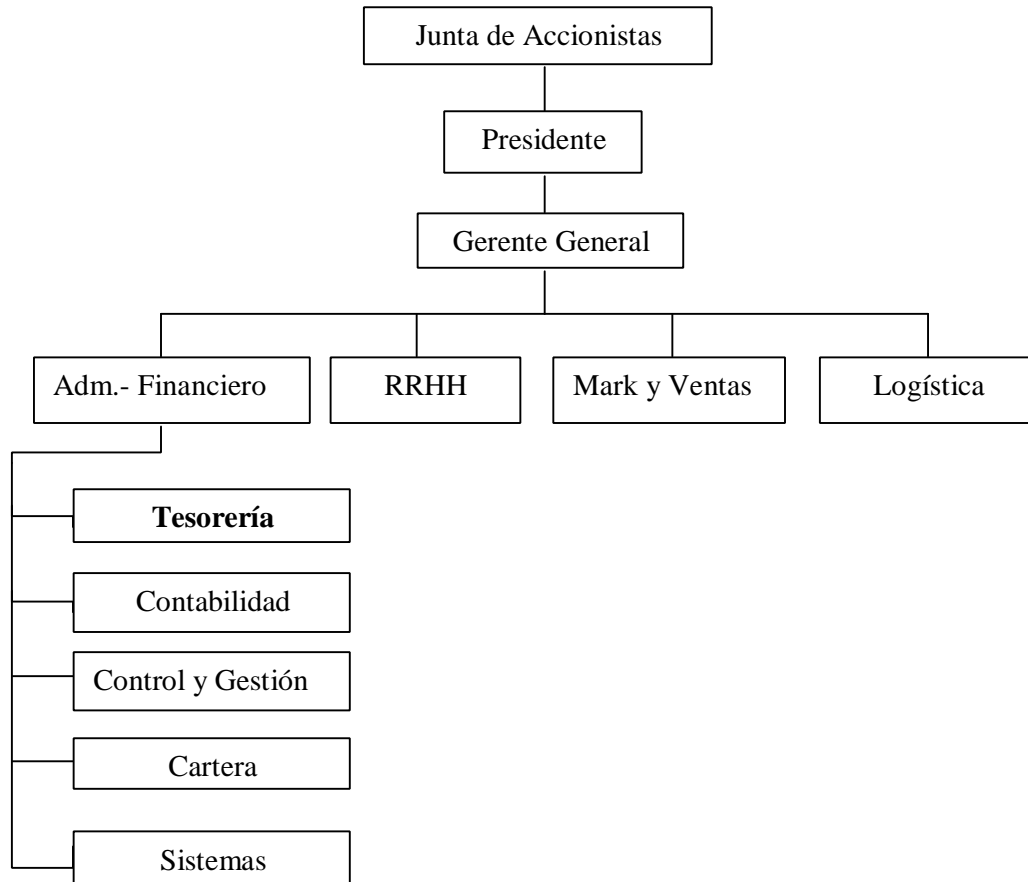 Junta de Accionistas
Presidente
Gerente General
Adm.- Financiero
RRHH
Mark y Ventas
Logística
Tesorería
Contabilidad
Control y Gestión
Cartera
Sistemas